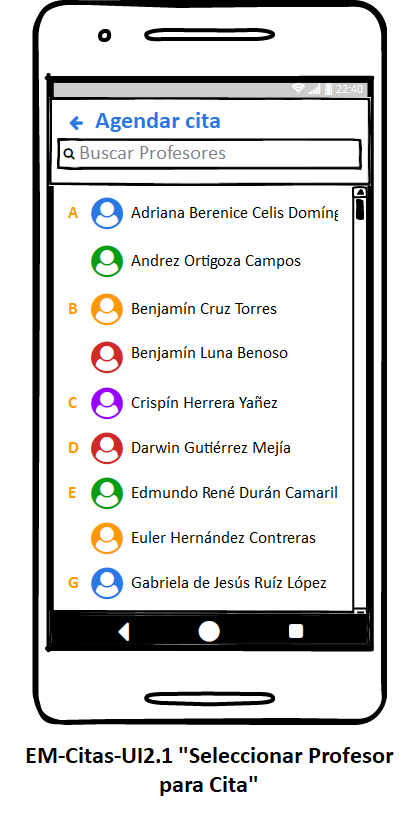 22:40
Agendar cita
Buscar Profesores
A Adriana Berenice Celis Domíng
Andrez Ortigoza Campos
B Benjamín Cruz Torres
Benjamín Luna Benoso
C Crispín Herrera Yañez
D Darwin Gutiérrez Mejía
E Edmundo René Durán Camaril
Euler Hernández Contreras
G Gabriela de Jesús Ruíz López
EM-Citas-UI2.1 "Seleccionar Profesor
para Cita"